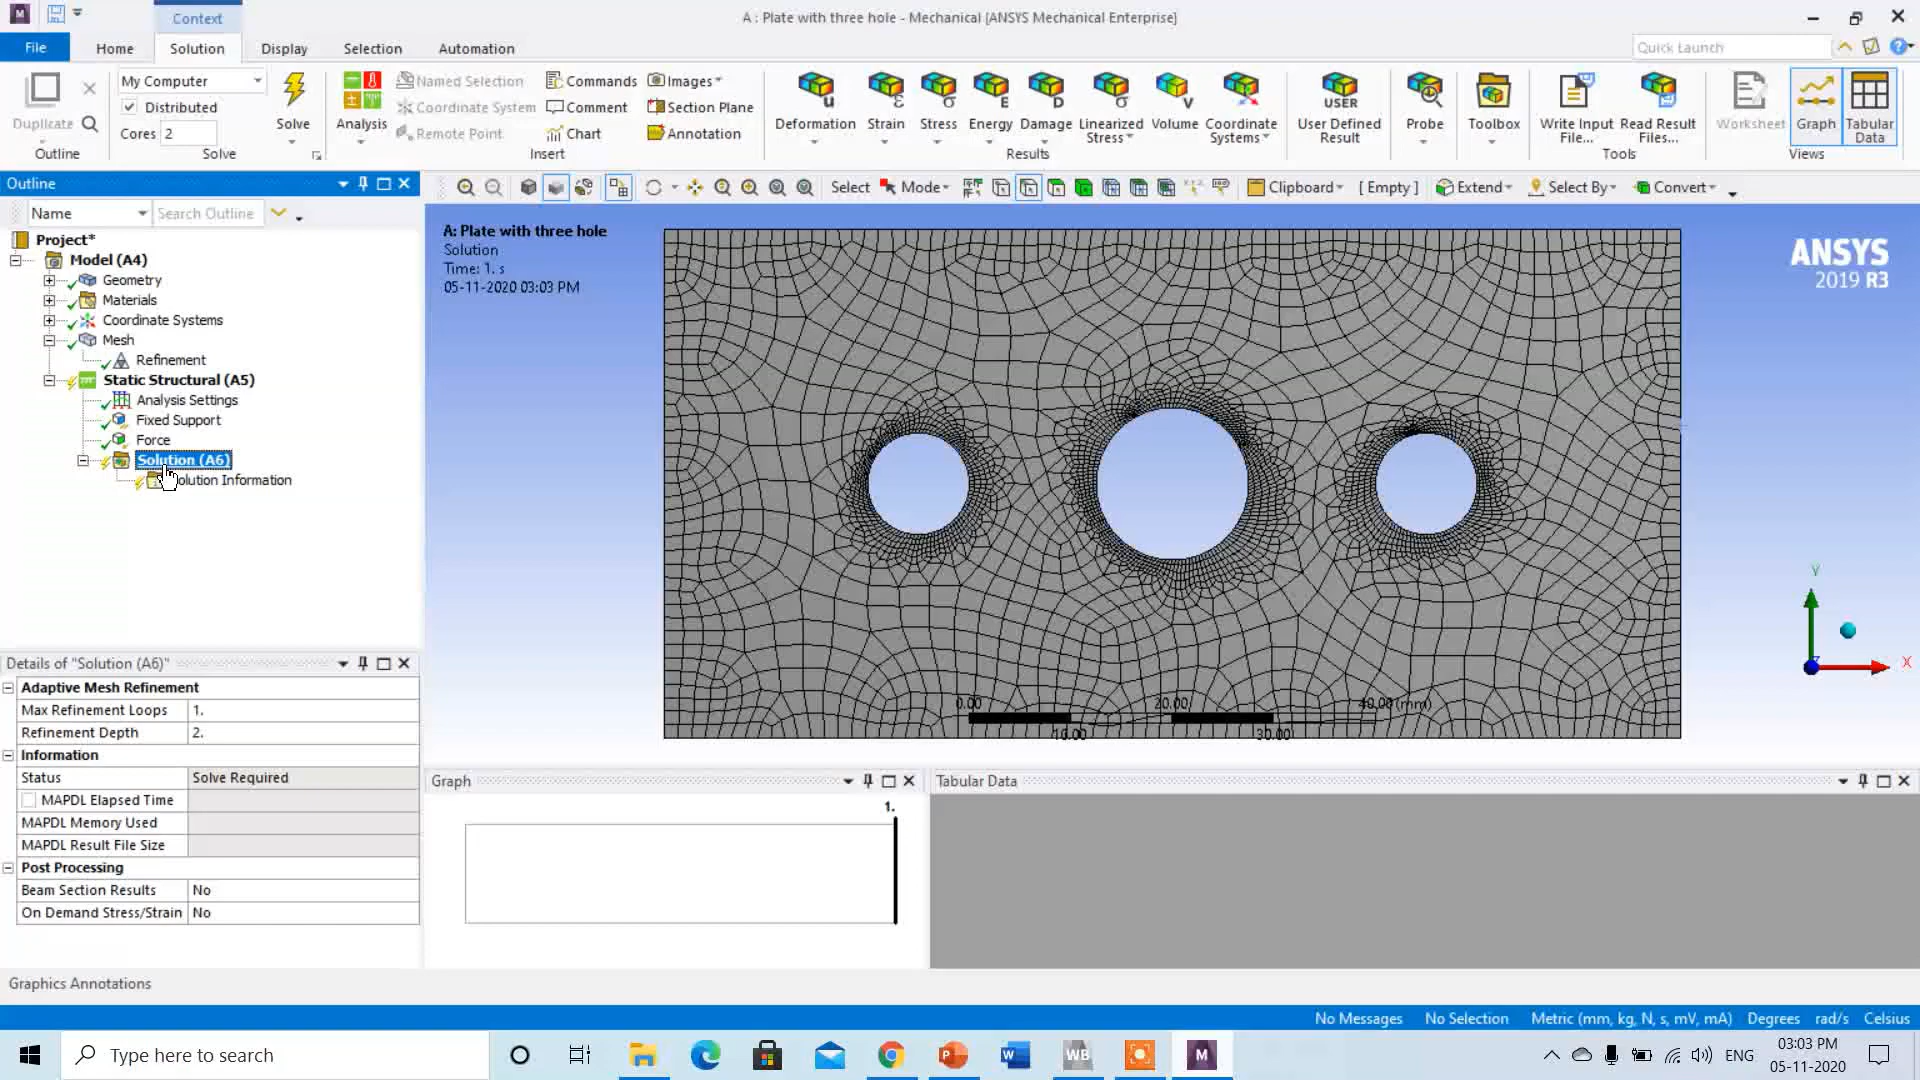 Context
A : Plate with three hole - Mechanical [ANSYS Mechanical Enterprise]
File
Home
Solution
Display
Selection
Automation
Quick Launch
Duplicate
Outline
My Computer
Distributed
Cores 2
Solve
Solve
Analysis
Named Selection
Coordinate System
Remote Point
Commands
Comment
Chart
Images
Section Plane
Annotation
Insert
Deformation
Strain
Stress
Energy
Damage
Linearized Stress
Volume
Coordinate Systems
Results
USER
User Defined Result
Probe
Toolbox
Write Input File...
Read Result Files...
Tools
Worksheet
Graph
Tabular Data
Views
Outline
Name
Search Outline
Select
Mode
Clipboard
[ Empty ]
Extend
Select By
Convert
Project*
Model (A4)
Geometry
Materials
Coordinate Systems
Mesh
Refinement
Static Structural (A5)
Analysis Settings
Fixed Support
Force
Solution (A6)
olution Information
A: Plate with three hole
Solution
Time: 1. s
05-11-2020 03:03 PM
ANSYS
2019 R3
Y
X
0.00
20.00
40.00 (mm)
10.00
30.00
Details of "Solution (A6)"
Adaptive Mesh Refinement
Max Refinement Loops 1.
Refinement Depth 2.
Information
Status Solve Required
MAPDL Elapsed Time
MAPDL Memory Used
MAPDL Result File Size
Post Processing
Beam Section Results No
On Demand Stress/Strain No
Graph
1.
Tabular Data
Graphics Annotations
No Messages
No Selection
Metric (mm, kg, N, s, mV, mA)
Degrees
rad/s
Celsius
Type here to search
WB
M
ENG
03:03 PM
05-11-2020